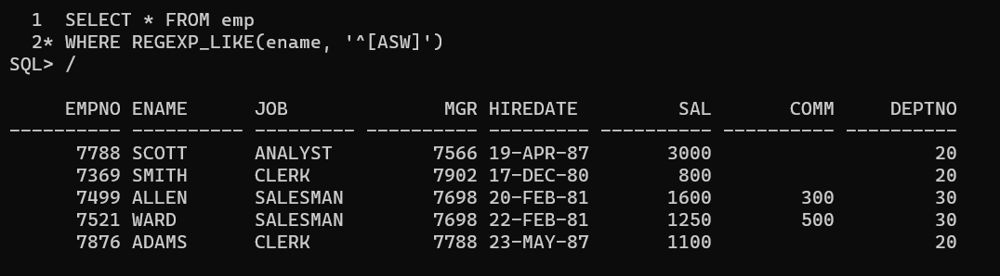 1  SELECT * FROM emp
  2* WHERE REGEXP_LIKE(ename, '^[ASW]')
SQL> /

     EMPNO ENAME      JOB              MGR HIREDATE         SAL       COMM     DEPTNO
---------- ---------- --------- ---------- --------- ---------- ---------- ----------
      7788 SCOTT      ANALYST         7566 19-APR-87       3000                    20
      7369 SMITH      CLERK           7902 17-DEC-80        800                    20
      7499 ALLEN      SALESMAN        7698 20-FEB-81       1600        300         30
      7521 WARD       SALESMAN        7698 22-FEB-81       1250        500         30
      7876 ADAMS      CLERK           7788 23-MAY-87       1100                    20